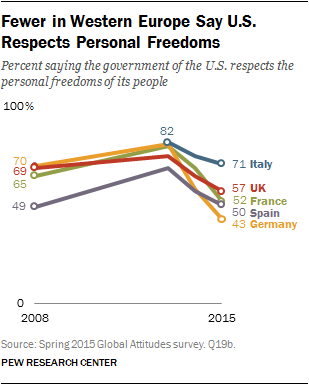 Fewer in Western Europe Say U.S.
Respects Personal Freedoms
Percent saying the government of the U.S. respects the
personal freedoms of its people
100%
82
70
69
65
49
71 Italy
57 UK
52 France
50 Spain
43 Germany
0
2008 2015
Source: Spring 2015 Global Attitudes survey. Q19b.
PEW RESEARCH CENTER